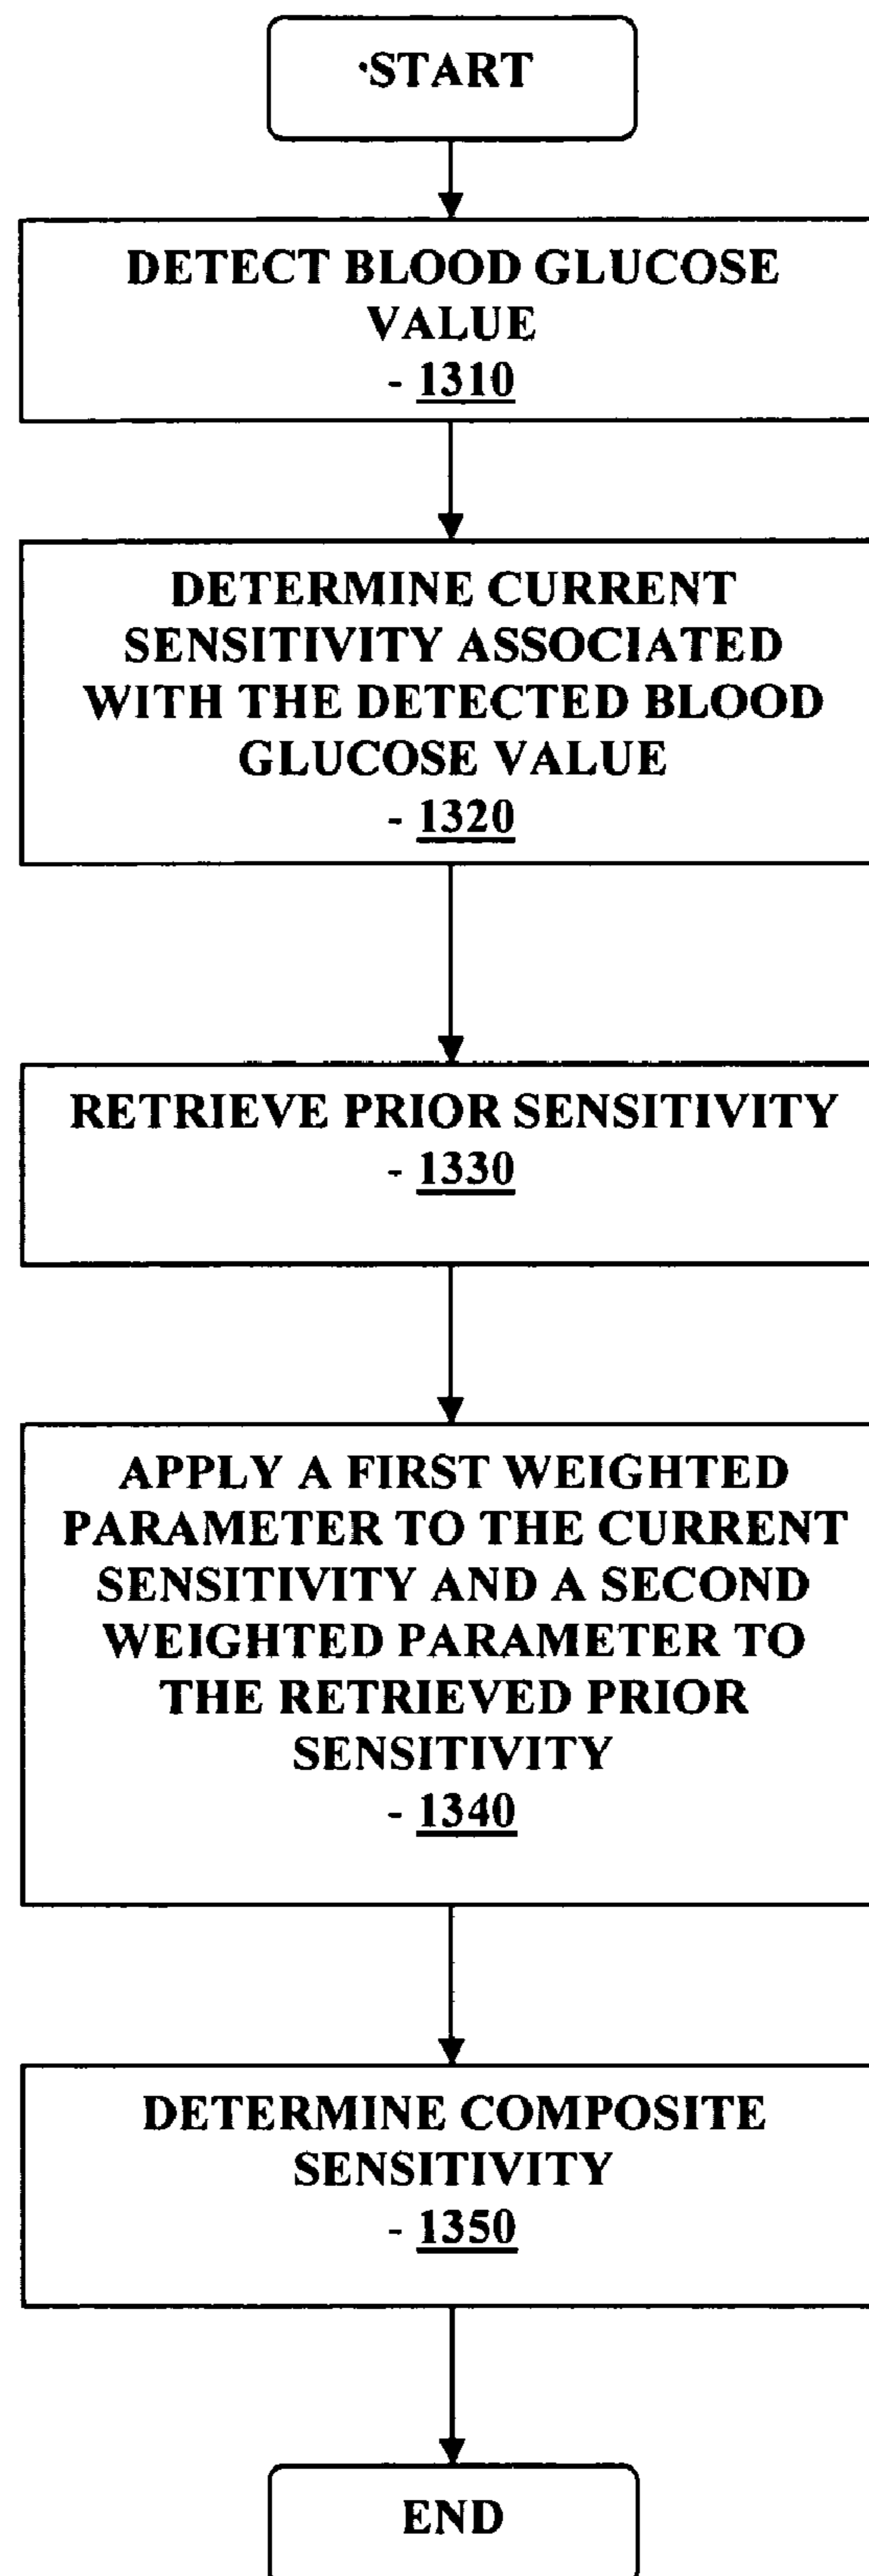 START
DETECT BLOOD GLUCOSE
VALUE
- 1310
DETERMINE CURRENT
SENSITIVITY ASSOCIATED
WITH THE DETECTED BLOOD
GLUCOSE VALUE
- 1320
RETRIEVE PRIOR SENSITIVITY
- 1330
APPLY A FIRST WEIGHTED
PARAMETER TO THE CURRENT
SENSITIVITY AND A SECOND
WEIGHTED PARAMETER TO
THE RETRIEVED PRIOR
SENSITIVITY
- 1340
DETERMINE COMPOSITE
SENSITIVITY
- 1350
END